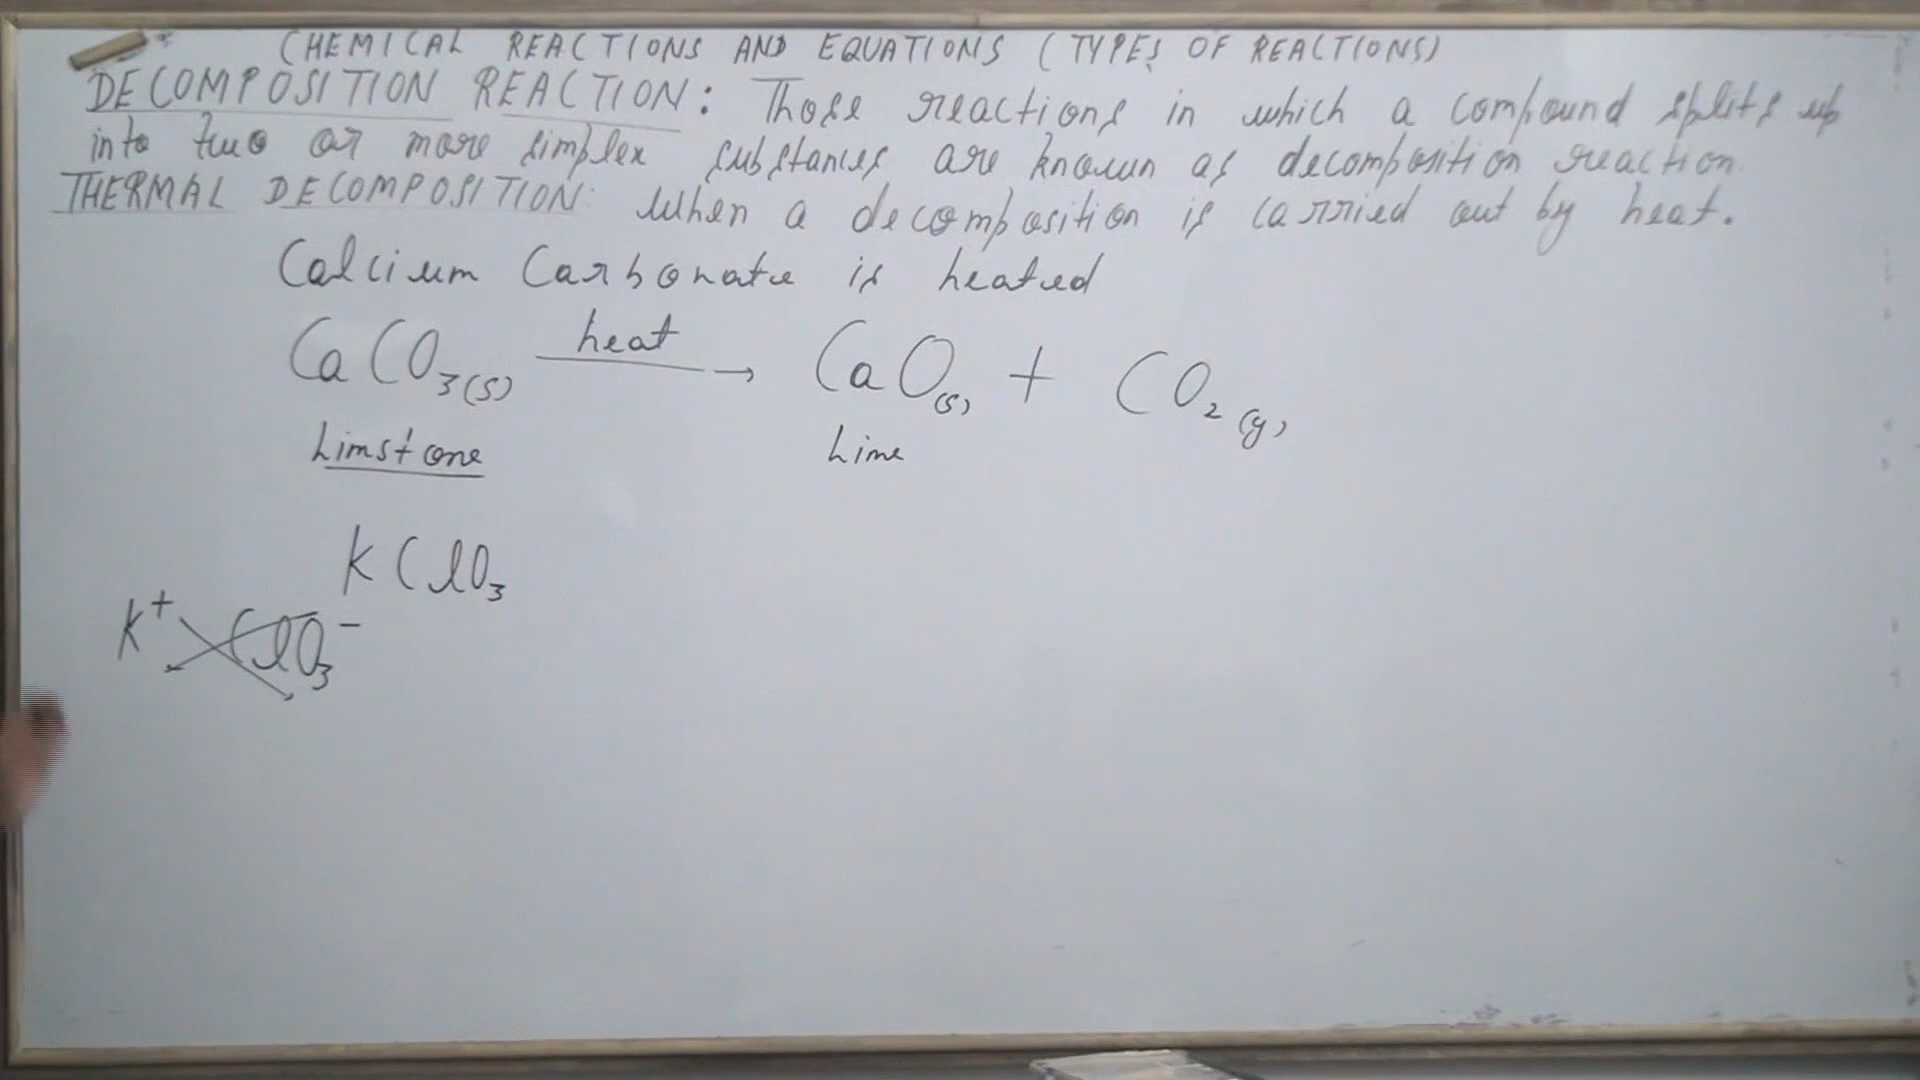 CHEMICAL REACTIONS AND EQUATIONS (TYPES OF REACTIONS)
DECOMPOSITION REACTION: Those reactions in which a compound splits up
into two or more simplex substances are known as decomposition reaction
THERMAL DECOMPOSITION: When a decomposition is carried out by heat.
Calcium Carbonate is heated
CaCO₃(s) heat → CaO(s) + CO₂(g)
Limstone Lime
KClO₃
K⁺ ClO₃⁻